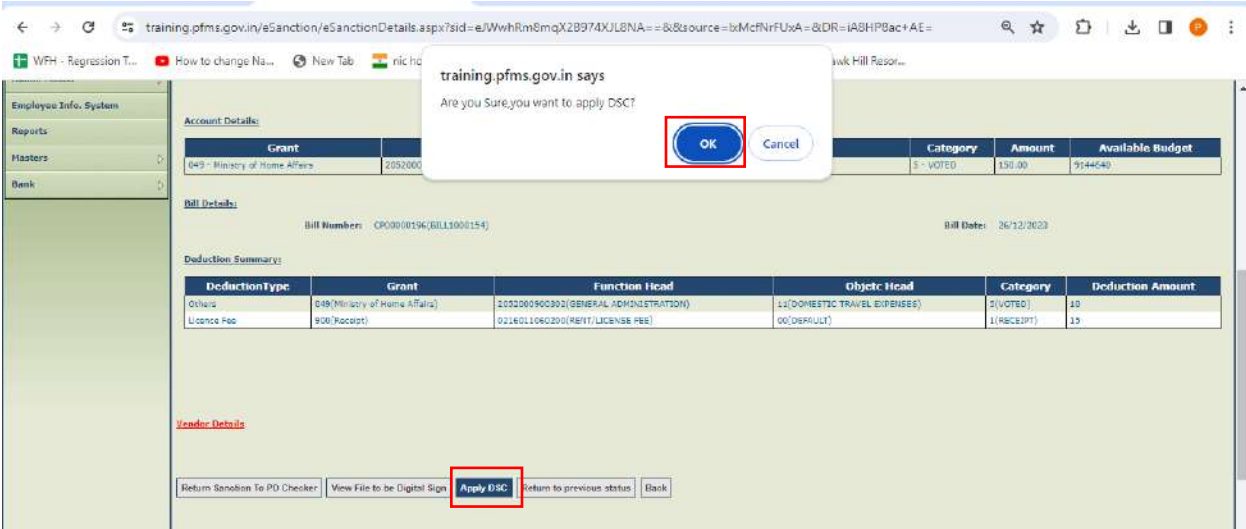 training.pfms.gov.in/eSanction/eSanctionDetails.aspx?sid=eJWwhRm8mqX2B974XJL8NA==&&source=lxMcfNrFUxA=&DR=iA8HP8ac+AE=
WFH - Regression T... How to change Na... New Tab nic ho awk Hill Resor...
training.pfms.gov.in says
Are you Sure,you want to apply DSC?
OK Cancel
Employee Info. System
Reports
Masters
Bank
Account Details:
Grant Category Amount Available Budget
049 - Ministry of Home Affairs 2052000 5 - VOTED 150.00 9144640
Bill Details:
Bill Number: CP00000196(BILL1000154) Bill Date: 26/12/2023
Deduction Summary:
DeductionType Grant Function Head Objetc Head Category Deduction Amount
Others 049(Ministry of Home Affairs) 2052000900302(GENERAL ADMINISTRATION) 11(DOMESTIC TRAVEL EXPENSES) 5(VOTED) 10
Licence Fee 900(Receipt) 0216011060200(RENT/LICENSE FEE) 00(DEFAULT) 1(RECEIPT) 15
Vendor Details
Return Sanction To PD Checker View File to be Digital Sign Apply DSC Return to previous status Back